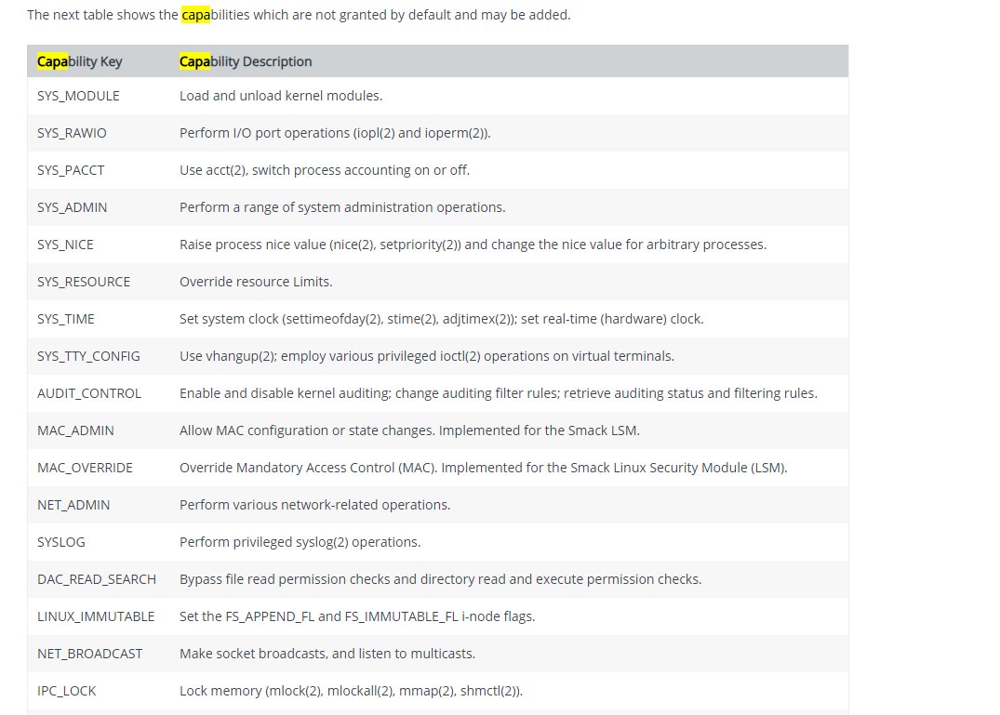 The next table shows the capabilities which are not granted by default and may be added.
Capability Key Capability Description
SYS_MODULE Load and unload kernel modules.
SYS_RAWIO Perform I/O port operations (iopl(2) and ioperm(2)).
SYS_PACCT Use acct(2), switch process accounting on or off.
SYS_ADMIN Perform a range of system administration operations.
SYS_NICE Raise process nice value (nice(2), setpriority(2)) and change the nice value for arbitrary processes.
SYS_RESOURCE Override resource Limits.
SYS_TIME Set system clock (settimeofday(2), stime(2), adjtimex(2)); set real-time (hardware) clock.
SYS_TTY_CONFIG Use vhangup(2); employ various privileged ioctl(2) operations on virtual terminals.
AUDIT_CONTROL Enable and disable kernel auditing; change auditing filter rules; retrieve auditing status and filtering rules.
MAC_ADMIN Allow MAC configuration or state changes. Implemented for the Smack LSM.
MAC_OVERRIDE Override Mandatory Access Control (MAC). Implemented for the Smack Linux Security Module (LSM).
NET_ADMIN Perform various network-related operations.
SYSLOG Perform privileged syslog(2) operations.
DAC_READ_SEARCH Bypass file read permission checks and directory read and execute permission checks.
LINUX_IMMUTABLE Set the FS_APPEND_FL and FS_IMMUTABLE_FL i-node flags.
NET_BROADCAST Make socket broadcasts, and listen to multicasts.
IPC_LOCK Lock memory (mlock(2), mlockall(2), mmap(2), shmctl(2)).